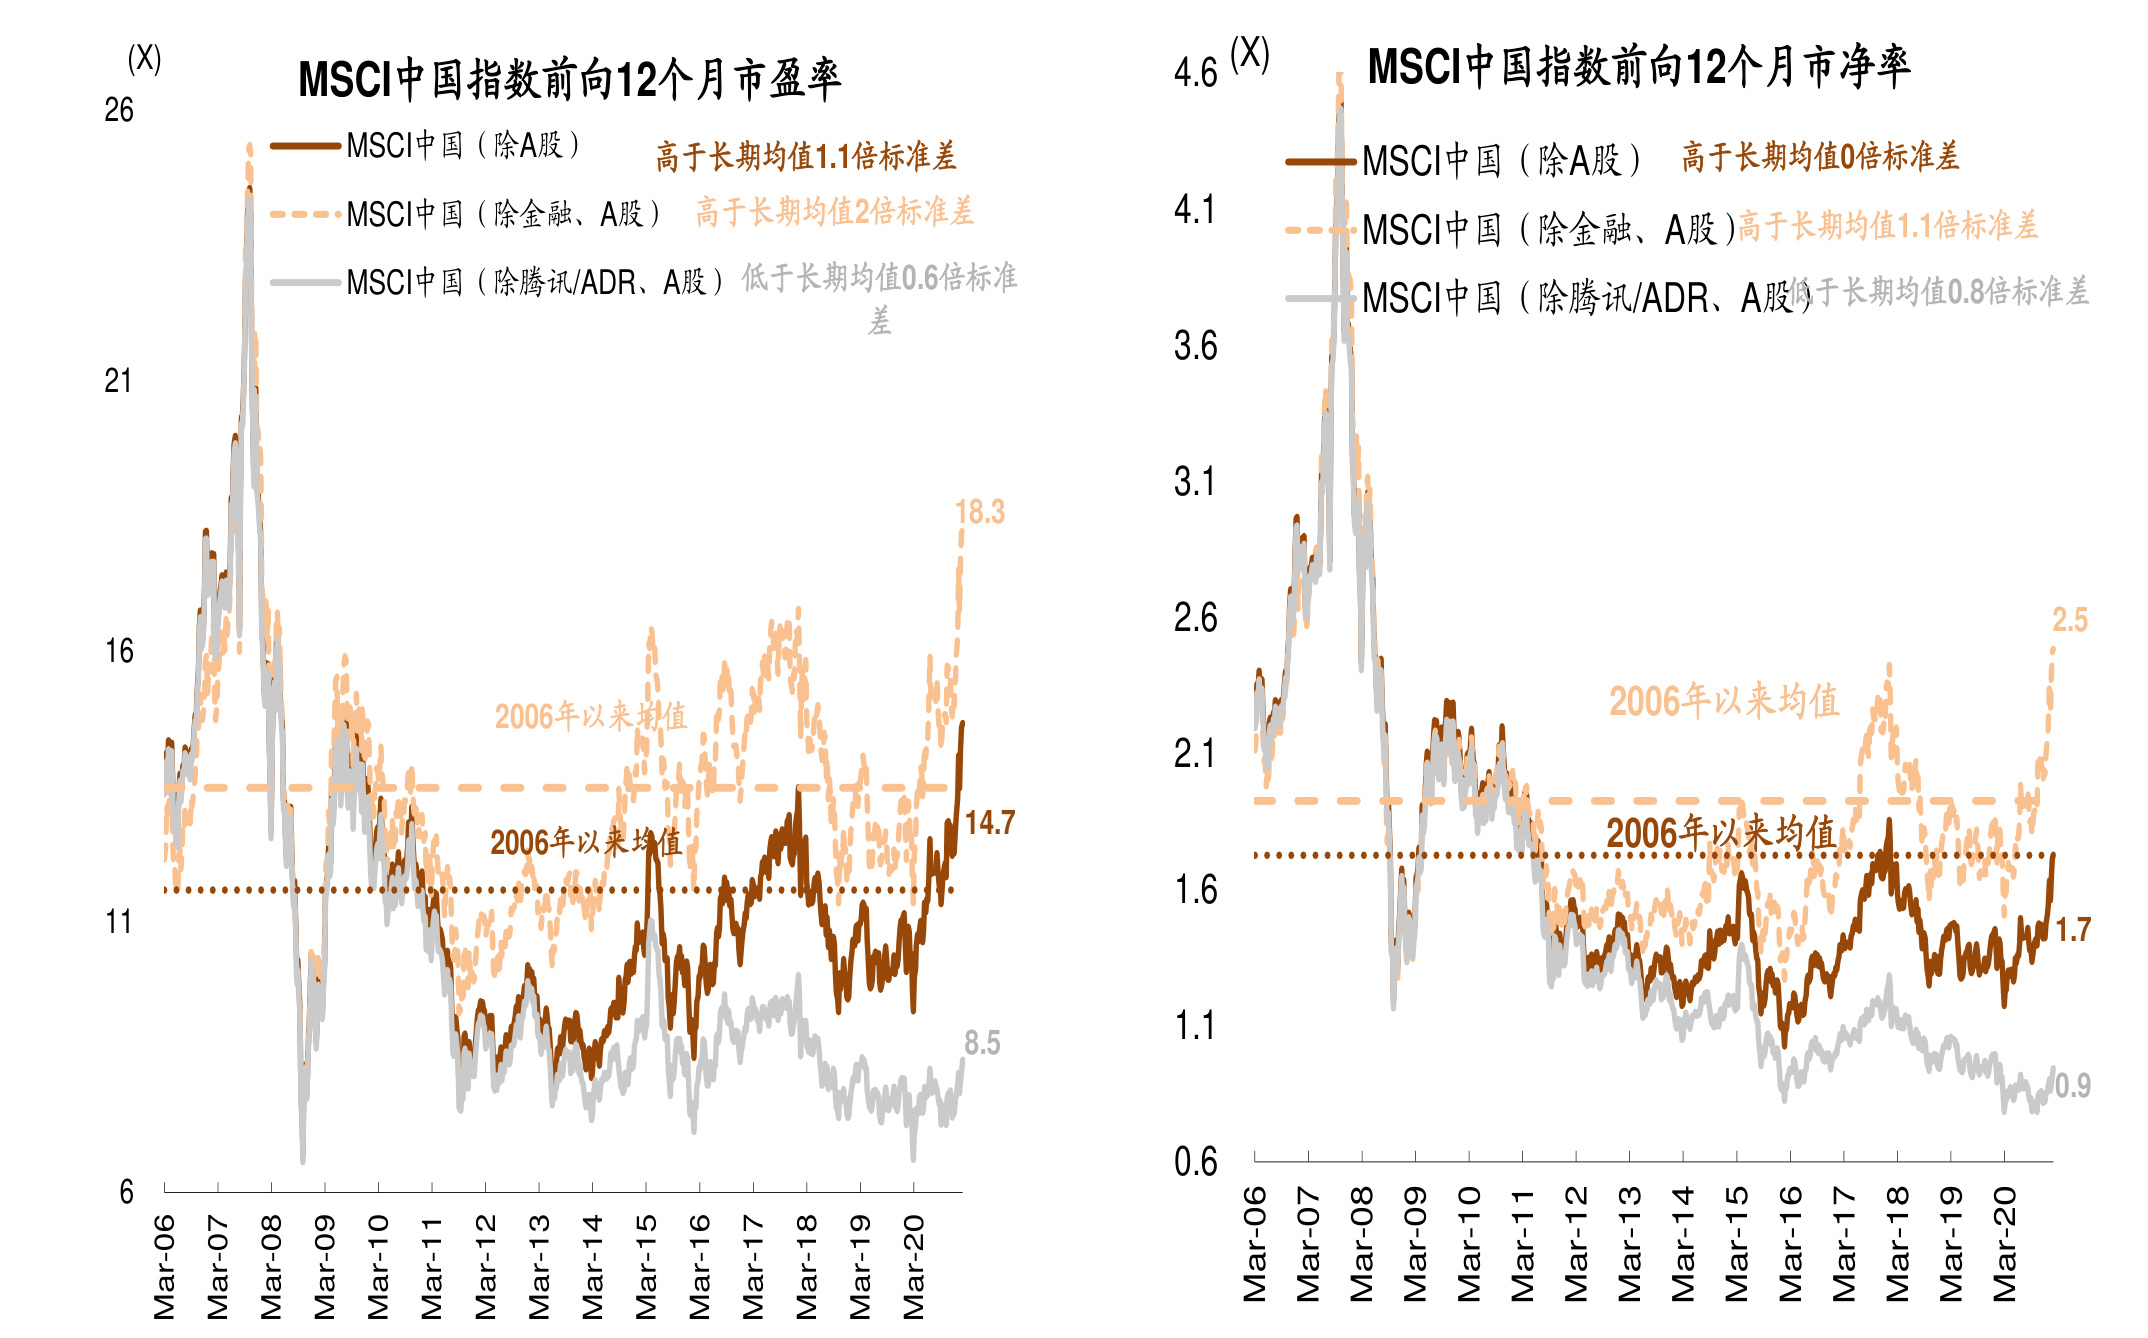 (X)
MSCI中国指数前向12个月市盈率
26
21
16
11
6
MSCI中国（除A股）
高于长期均值1.1倍标准差
MSCI中国（除金融、A股）
高于长期均值2倍标准差
MSCI中国（除腾讯/ADR、A股）
低于长期均值0.6倍标准
差
18.3
2006年以来均值
14.7
2006年以来均值
8.5
Mar-06
Mar-07
Mar-08
Mar-09
Mar-10
Mar-11
Mar-12
Mar-13
Mar-14
Mar-15
Mar-16
Mar-17
Mar-18
Mar-19
Mar-20
(X)
MSCI中国指数前向12个月市净率
4.6
4.1
3.6
3.1
2.6
2.1
1.6
1.1
0.6
MSCI中国（除A股）
高于长期均值0倍标准差
MSCI中国（除金融、A股）
高于长期均值1.1倍标准差
MSCI中国（除腾讯/ADR、A股）
低于长期均值0.8倍标准差
2.5
2006年以来均值
2006年以来均值
1.7
0.9
Mar-06
Mar-07
Mar-08
Mar-09
Mar-10
Mar-11
Mar-12
Mar-13
Mar-14
Mar-15
Mar-16
Mar-17
Mar-18
Mar-19
Mar-20